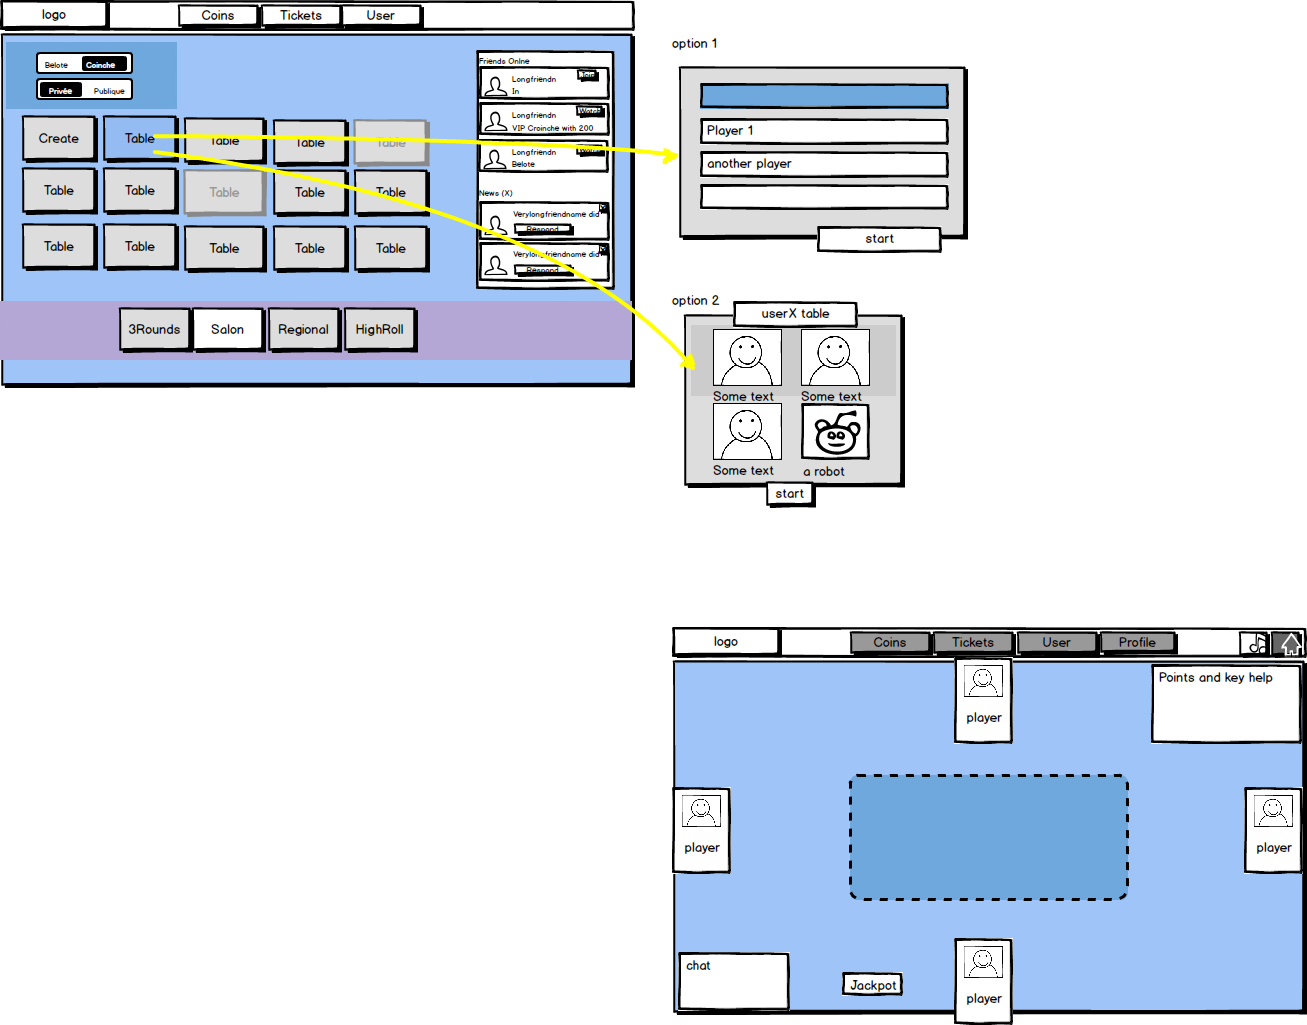 logo
Coins
Tickets
User
Belote
Coinche
Privée
Publique
Create
Table
Table
Table
Table
Table
Table
Table
Table
Table
Table
Table
Table
Table
Table
Friends Onlne
Longfriendn
Join
In
Longfriendn
Watch
VIP Croinche with 200
Longfriendn
Watch
Belote
News (X)
Verylongfriendname did
Respond
Verylongfriendname did
Respond
3Rounds
Salon
Regional
HighRoll
option 1
Player 1
another player
start
option 2
userX table
Some text
Some text
Some text
a robot
start
logo
Coins
Tickets
User
Profile
player
Points and key help
player
player
chat
Jackpot
player